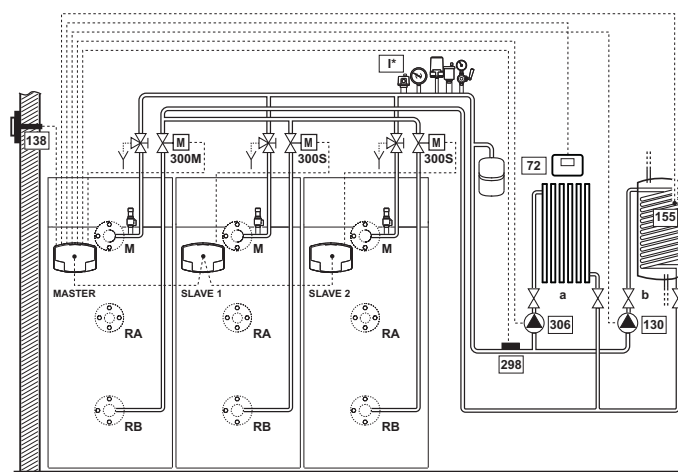 I*
138
M
300M
M
300S
M
300S
72
155
M
M
M
MASTER
SLAVE 1
SLAVE 2
a
b
RA
RA
RA
306
130
298
RB
RB
RB